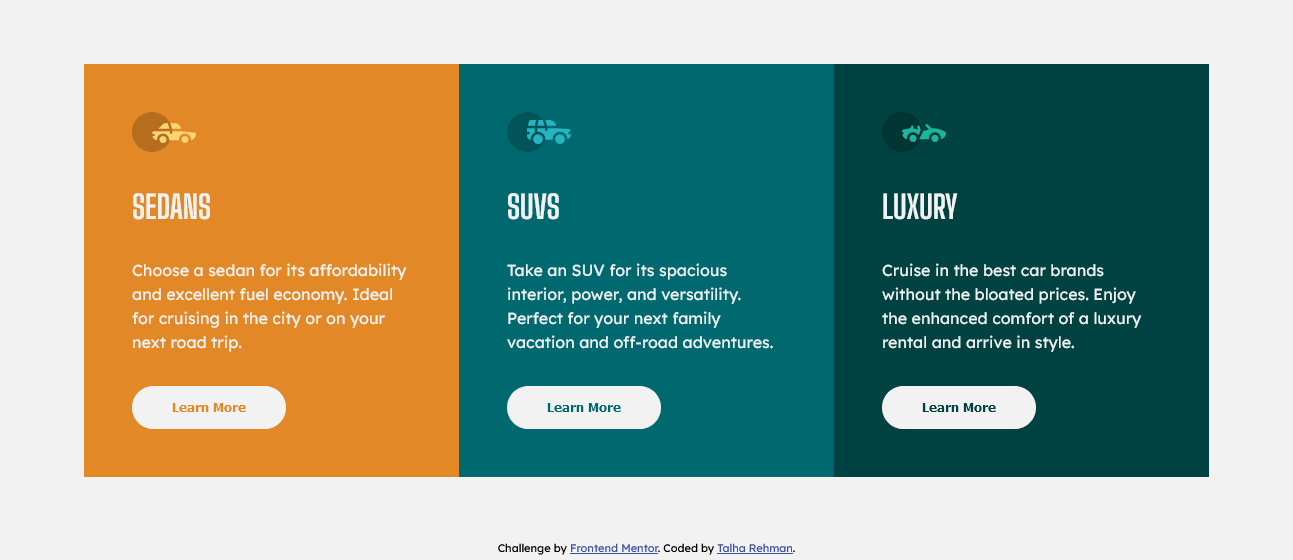 SEDANS
Choose a sedan for its affordability
and excellent fuel economy. Ideal
for cruising in the city or on your
next road trip.
Learn More
SUVS
Take an SUV for its spacious
interior, power, and versatility.
Perfect for your next family
vacation and off-road adventures.
Learn More
LUXURY
Cruise in the best car brands
without the bloated prices. Enjoy
the enhanced comfort of a luxury
rental and arrive in style.
Learn More
Challenge by Frontend Mentor. Coded by Talha Rehman.